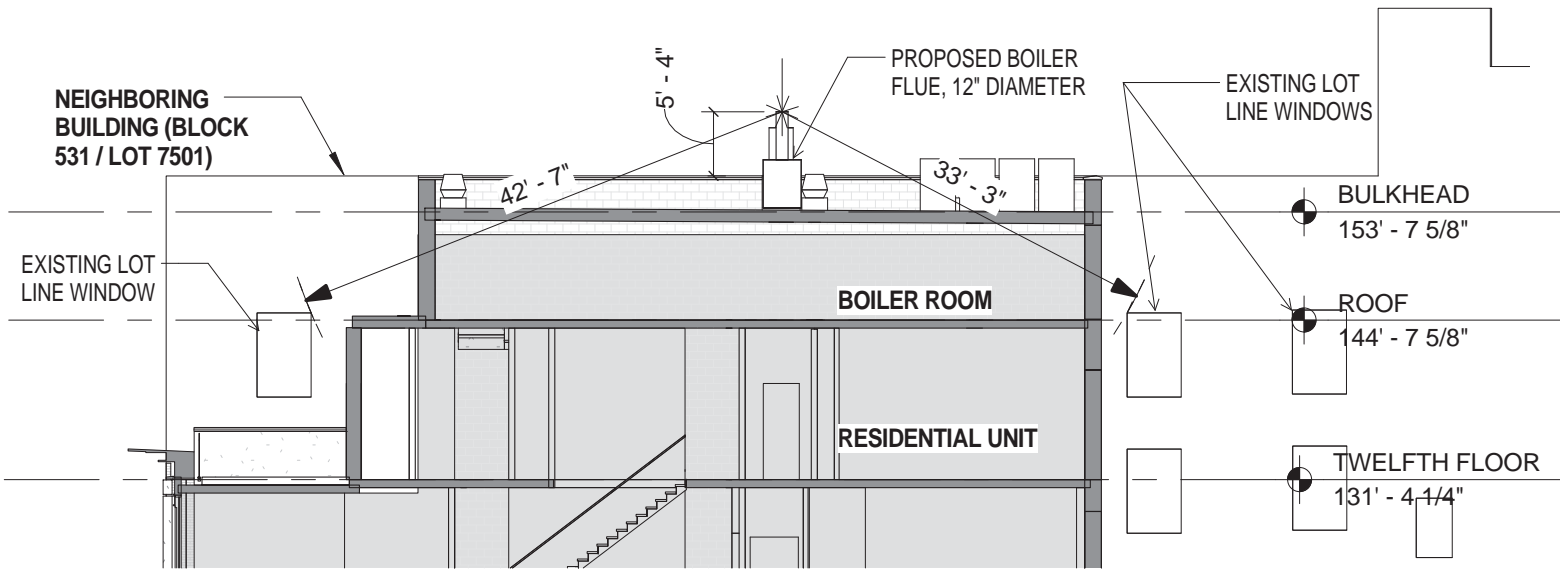 NEIGHBORING
BUILDING (BLOCK
531 / LOT 7501)
5' - 4"
PROPOSED BOILER
FLUE, 12" DIAMETER
EXISTING LOT
LINE WINDOWS
42' - 7"
33' - 3"
BULKHEAD
153' - 7 5/8"
EXISTING LOT
LINE WINDOW
BOILER ROOM
ROOF
144' - 7 5/8"
RESIDENTIAL UNIT
TWELFTH FLOOR
131' - 4 1/4"